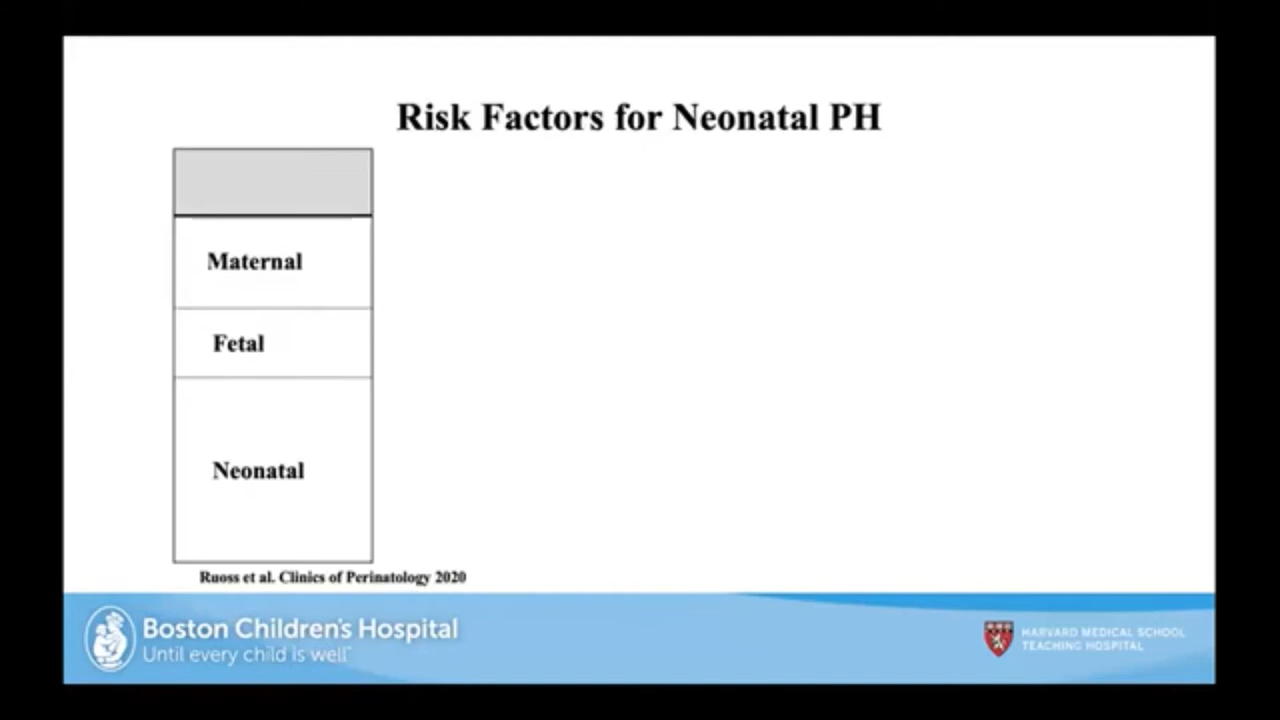 Risk Factors for Neonatal PH
Maternal
Fetal
Neonatal
Ruoss et al. Clinics of Perinatology 2020
Boston Children's Hospital
Until every child is well™
HARVARD MEDICAL SCHOOL
TEACHING HOSPITAL